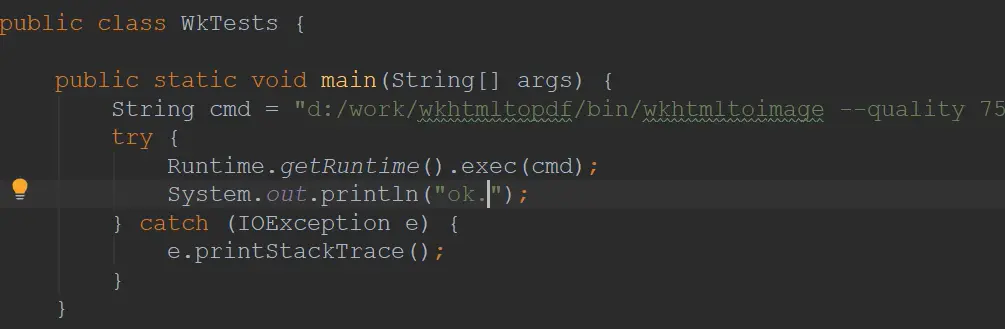 public class WkTests {
public static void main(String[] args) {
String cmd = "d:/work/wkhtmltopdf/bin/wkhtmltoimage --quality 75
try {
Runtime.getRuntime().exec(cmd);
System.out.println("ok.");
} catch (IOException e) {
e.printStackTrace();
}
}